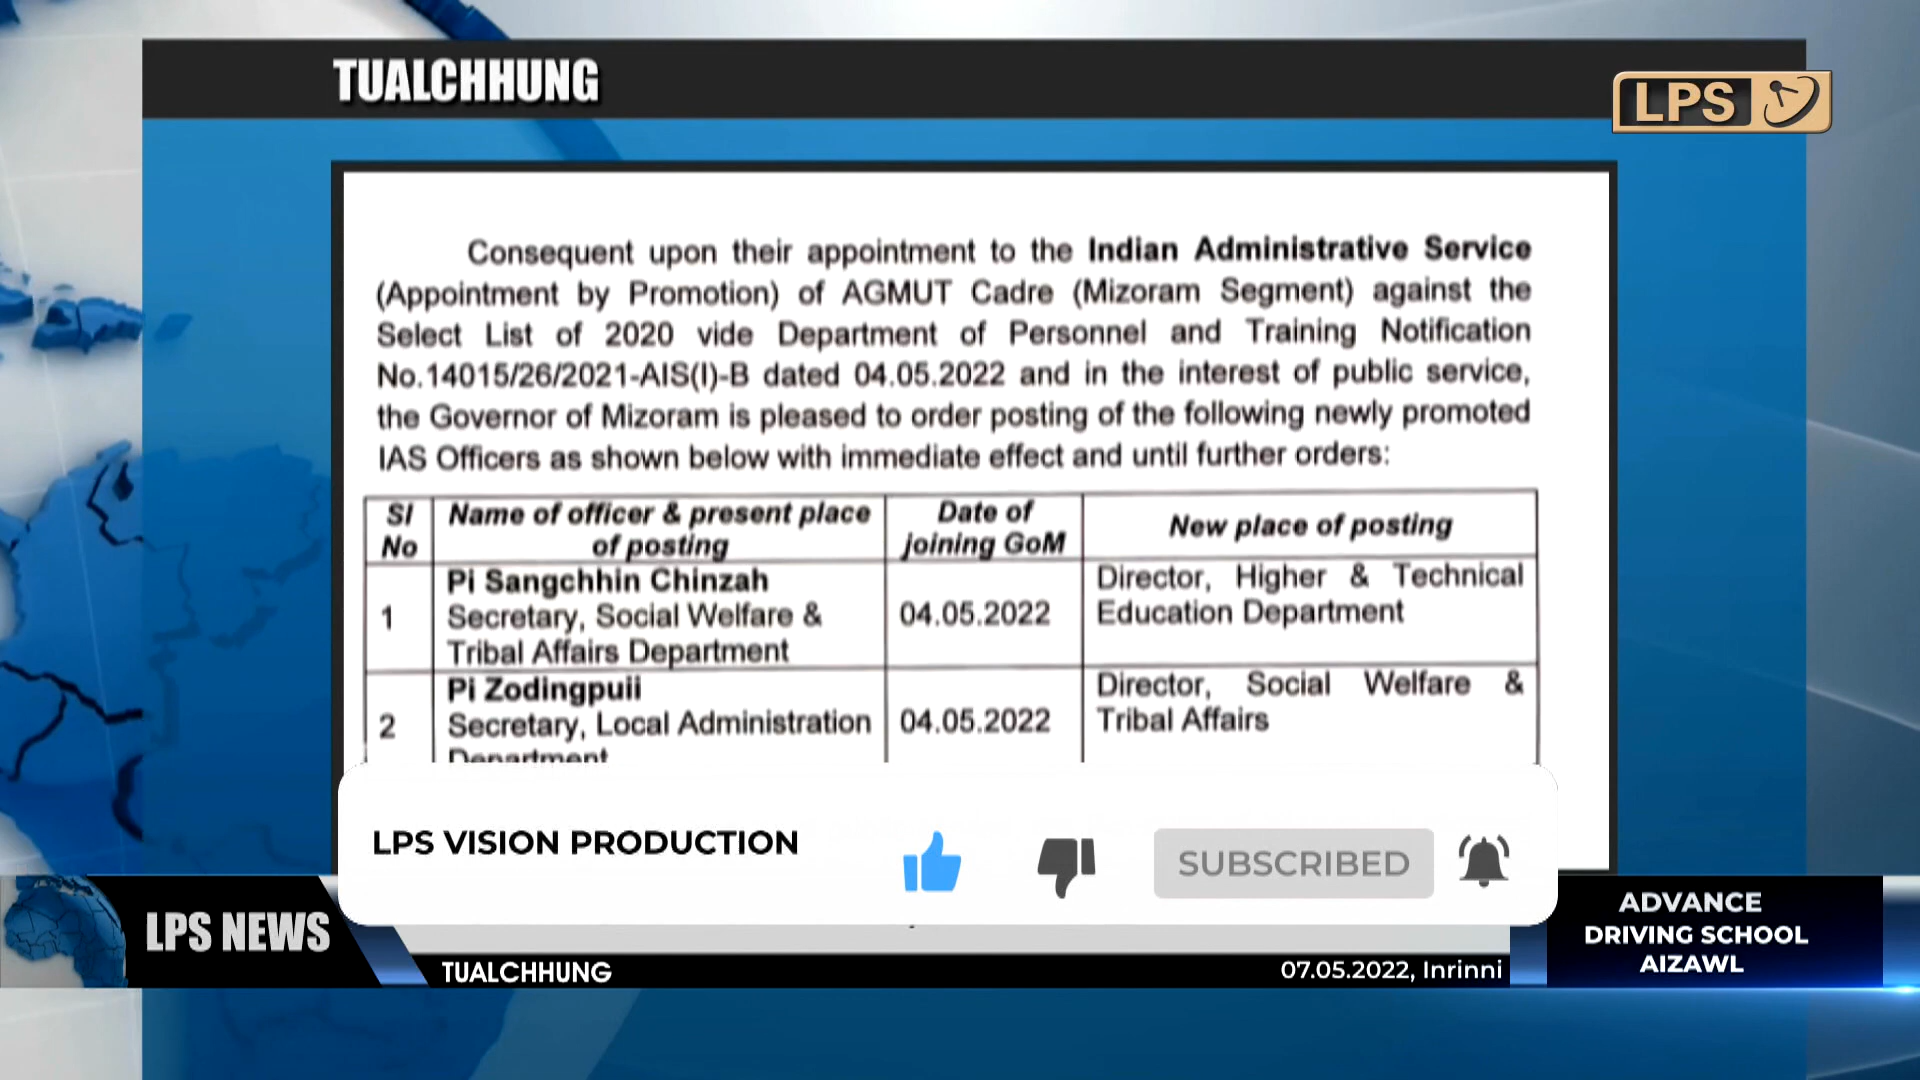 TUALCHHUNG
LPS
Consequent upon their appointment to the Indian Administrative Service
(Appointment by Promotion) of AGMUT Cadre (Mizoram Segment) against the
Select List of 2020 vide Department of Personnel and Training Notification
No.14015/26/2021-AIS(I)-B dated 04.05.2022 and in the interest of public service,
the Governor of Mizoram is pleased to order posting of the following newly promoted
IAS Officers as shown below with immediate effect and until further orders:
Sl No
Name of officer & present place of posting
Date of joining GoM
New place of posting
1
Pi Sangchhin Chinzah
Secretary, Social Welfare &
Tribal Affairs Department
04.05.2022
Director, Higher & Technical
Education Department
2
Pi Zodingpuii
Secretary, Local Administration
Department
04.05.2022
Director, Social Welfare &
Tribal Affairs
LPS VISION PRODUCTION
SUBSCRIBED
LPS NEWS
TUALCHHUNG
07.05.2022, Inrinni
ADVANCE
DRIVING SCHOOL
AIZAWL